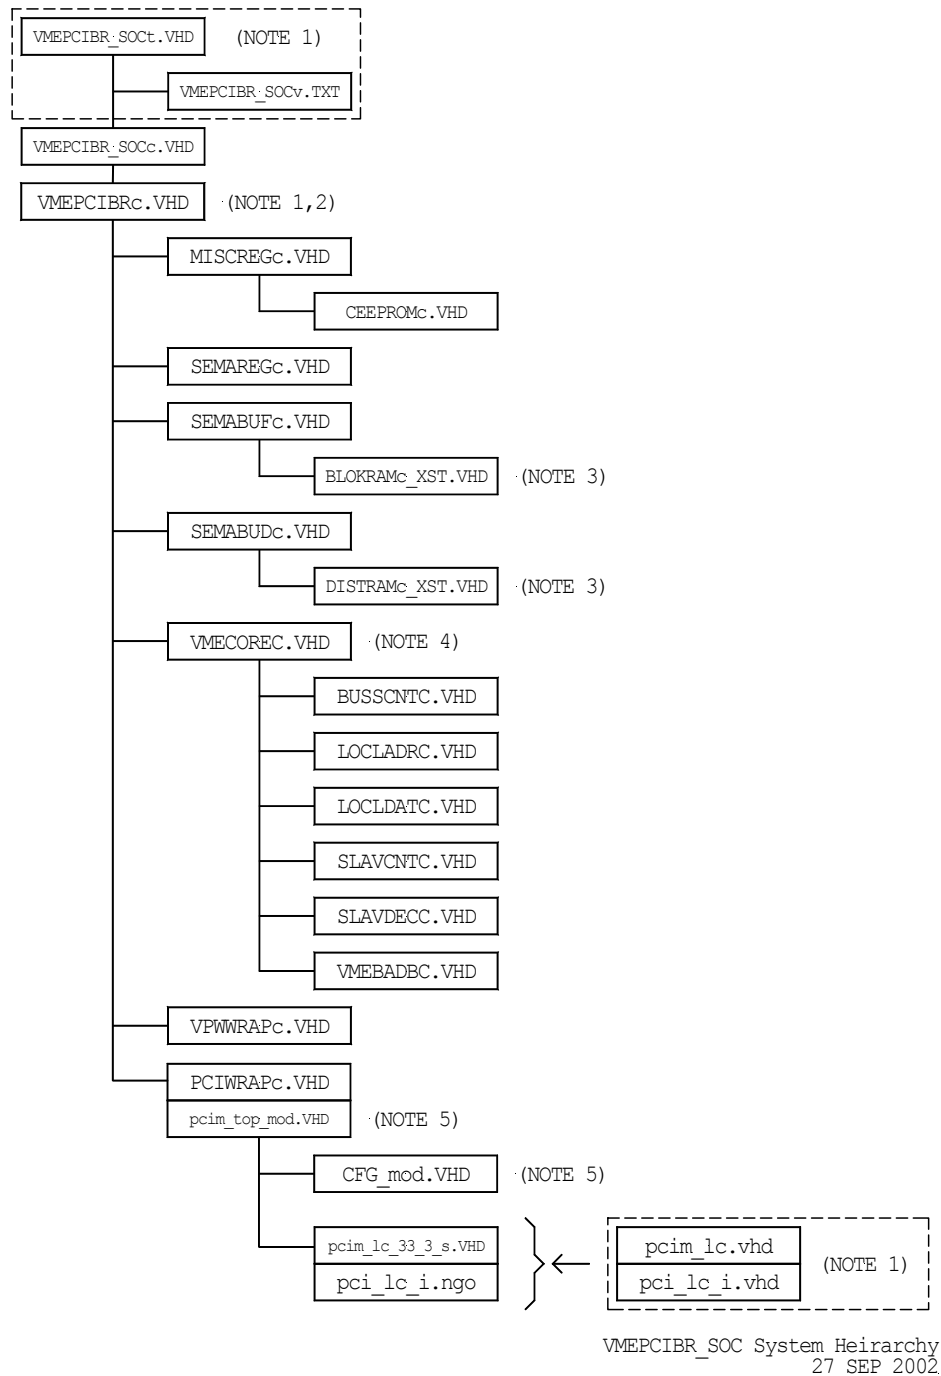 VMEPCIBR_SOCt.VHD (NOTE 1)
VMEPCIBR_SOCv.TXT
VMEPCIBR_SOCc.VHD
VMEPCIBRc.VHD (NOTE 1,2)
MISCREGc.VHD
CEEPROMc.VHD
SEMAREGc.VHD
SEMABUFc.VHD
BLOKRAMc_XST.VHD (NOTE 3)
SEMABUDc.VHD
DISTRAMc_XST.VHD (NOTE 3)
VMECOREC.VHD (NOTE 4)
BUSSCNTC.VHD
LOCLADRC.VHD
LOCLDATC.VHD
SLAVCNTC.VHD
SLAVDECC.VHD
VMEBADBC.VHD
VPWWRAPc.VHD
PCIWRAPc.VHD
pcim_top_mod.VHD (NOTE 5)
CFG_mod.VHD (NOTE 5)
pcim_lc_33_3_s.VHD pcim_lc.vhd
(NOTE 1)
pci_lc_i.ngo pci_lc_i.vhd
VMEPCIBR_SOC System Heirarchy
27 SEP 2002